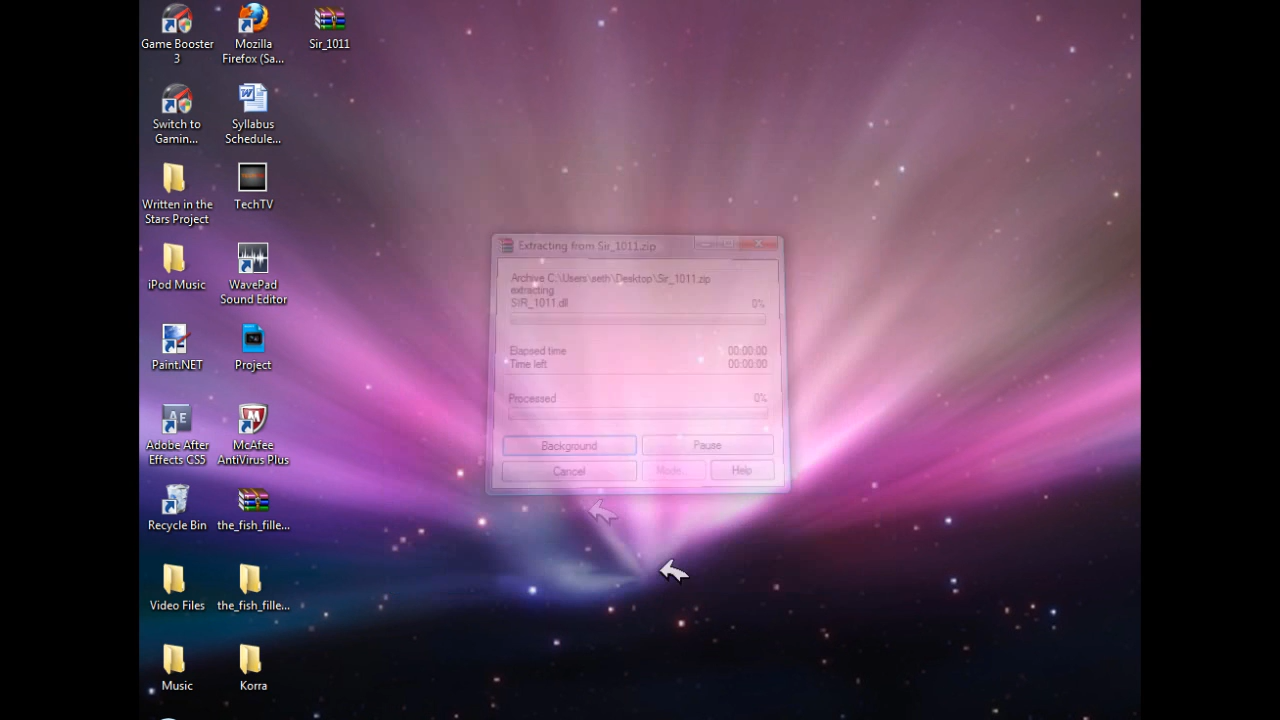 Game Booster
3
Mozilla
Firefox (Sa...
Sir_1011
Switch to
Gamin...
Syllabus
Schedule...
Written in the
Stars Project
TechTV
iPod Music
WavePad
Sound Editor
Paint.NET
Project
Adobe After
Effects CS5
McAfee
AntiVirus Plus
Recycle Bin
the_fish_fille...
Video Files
the_fish_fille...
Music
Korra
Extracting from Sir_1011.zip
Archive C:\Users\seth\Desktop\Sir_1011.zip
extracting
SIR_1011.dll 0%
Elapsed time 00:00:00
Time left 00:00:00
Processed 0%
Background Pause
Cancel Mode... Help